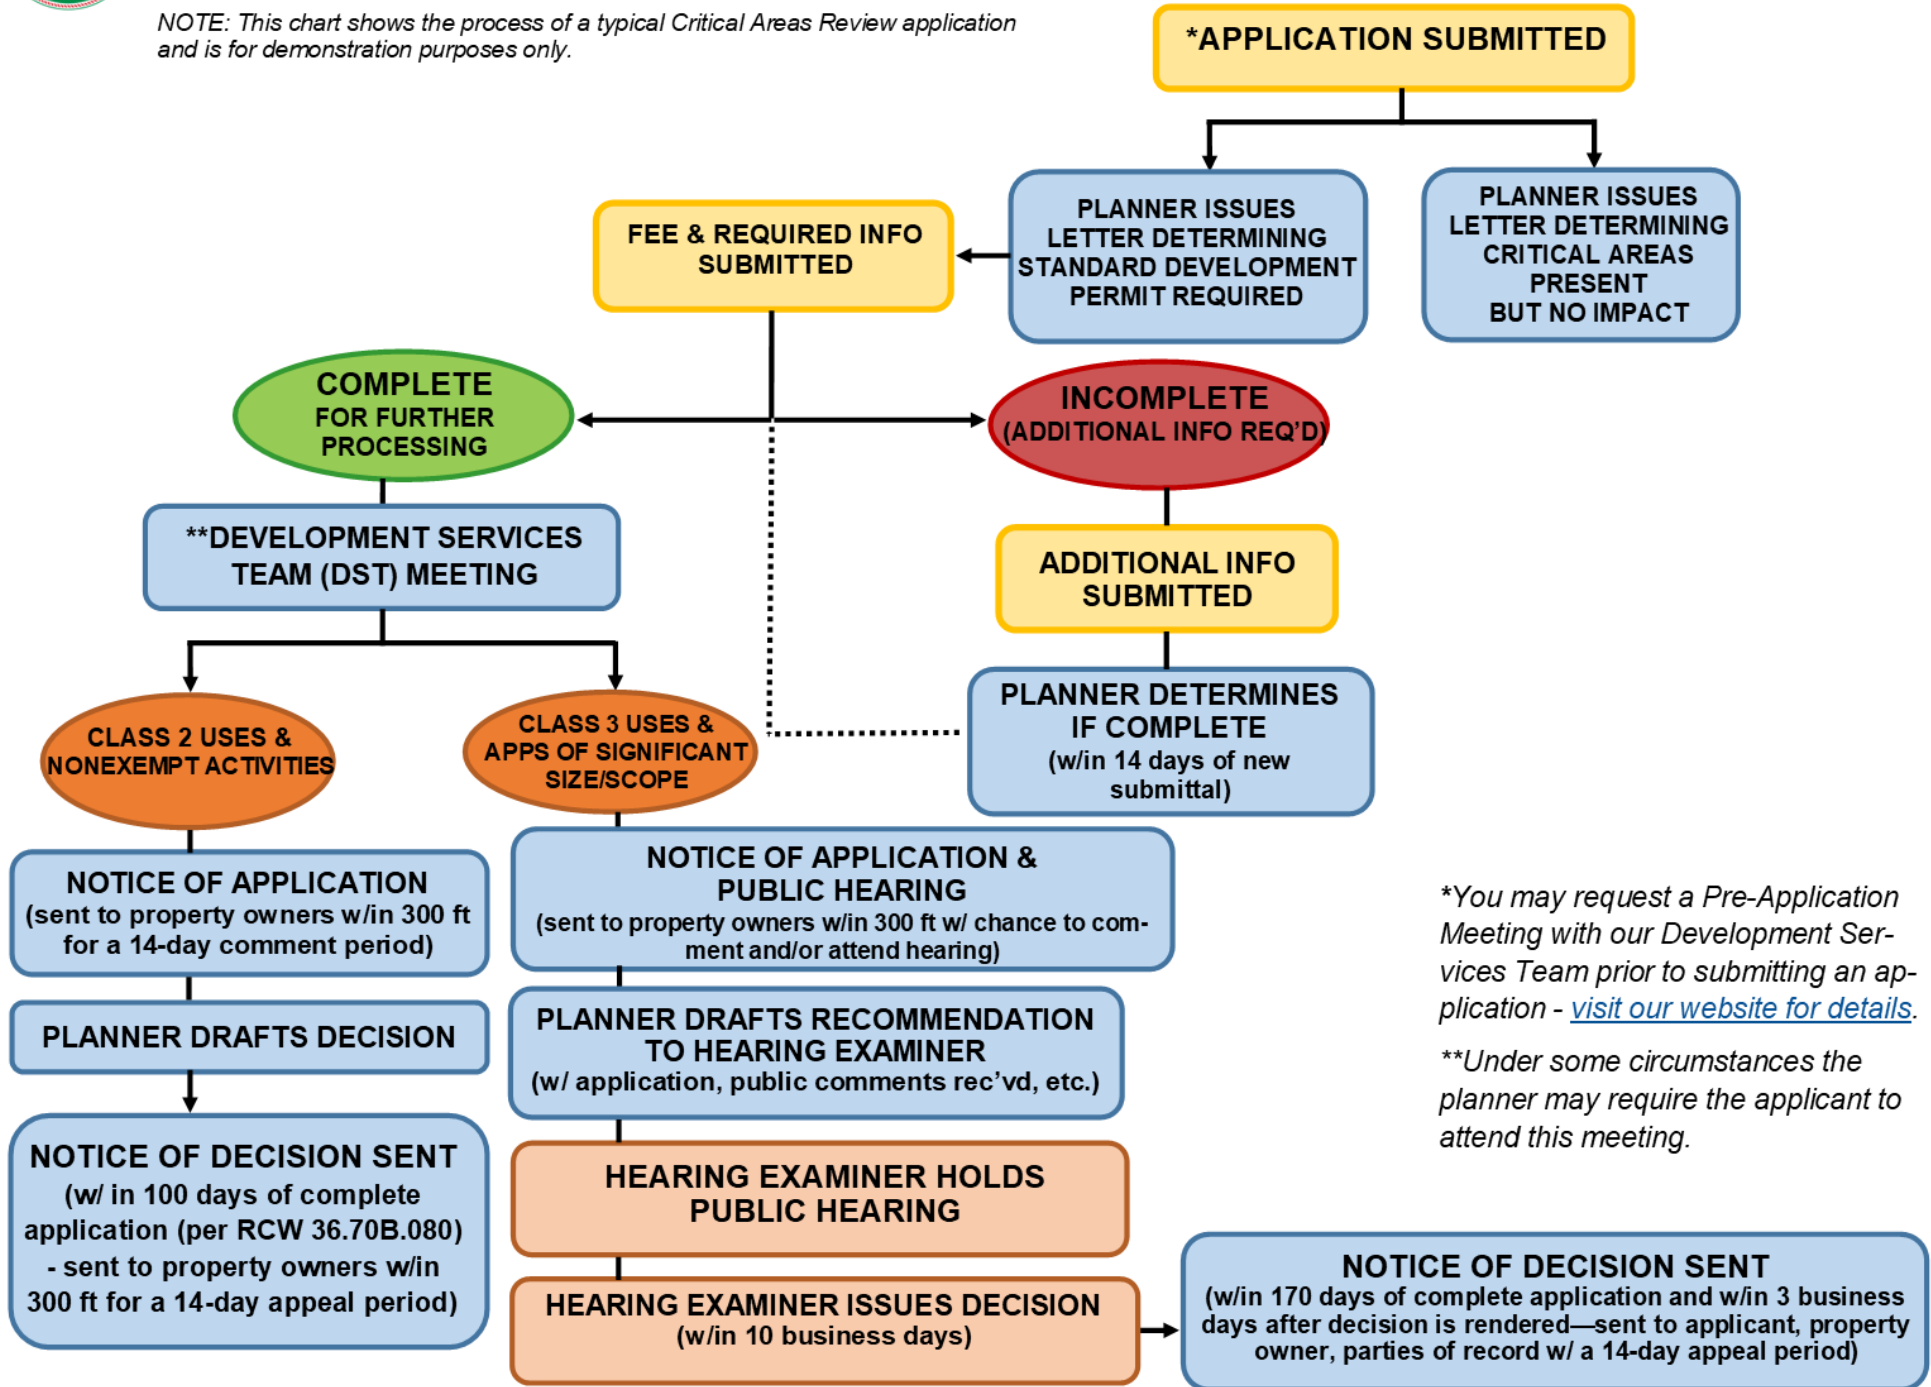 NOTE: This chart shows the process of a typical Critical Areas Review application
and is for demonstration purposes only.
*APPLICATION SUBMITTED
PLANNER ISSUES
LETTER DETERMINING
STANDARD DEVELOPMENT
PERMIT REQUIRED
PLANNER ISSUES
LETTER DETERMINING
CRITICAL AREAS
PRESENT
BUT NO IMPACT
FEE & REQUIRED INFO
SUBMITTED
COMPLETE
FOR FURTHER
PROCESSING
INCOMPLETE
(ADDITIONAL INFO REQ'D)
**DEVELOPMENT SERVICES
TEAM (DST) MEETING
ADDITIONAL INFO
SUBMITTED
PLANNER DETERMINES
IF COMPLETE
(w/in 14 days of new
submittal)
CLASS 2 USES &
NONEXEMPT ACTIVITIES
CLASS 3 USES &
APPS OF SIGNIFICANT
SIZE/SCOPE
NOTICE OF APPLICATION
(sent to property owners w/in 300 ft
for a 14-day comment period)
PLANNER DRAFTS DECISION
NOTICE OF DECISION SENT
(w/ in 100 days of complete
application (per RCW 36.70B.080)
- sent to property owners w/in
300 ft for a 14-day appeal period)
NOTICE OF APPLICATION &
PUBLIC HEARING
(sent to property owners w/in 300 ft w/ chance to com-
ment and/or attend hearing)
PLANNER DRAFTS RECOMMENDATION
TO HEARING EXAMINER
(w/ application, public comments rec'vd, etc.)
HEARING EXAMINER HOLDS
PUBLIC HEARING
HEARING EXAMINER ISSUES DECISION
(w/in 10 business days)
NOTICE OF DECISION SENT
(w/in 170 days of complete application and w/in 3 business
days after decision is rendered—sent to applicant, property
owner, parties of record w/ a 14-day appeal period)
*You may request a Pre-Application
Meeting with our Development Ser-
vices Team prior to submitting an ap-
plication - visit our website for details.
**Under some circumstances the
planner may require the applicant to
attend this meeting.